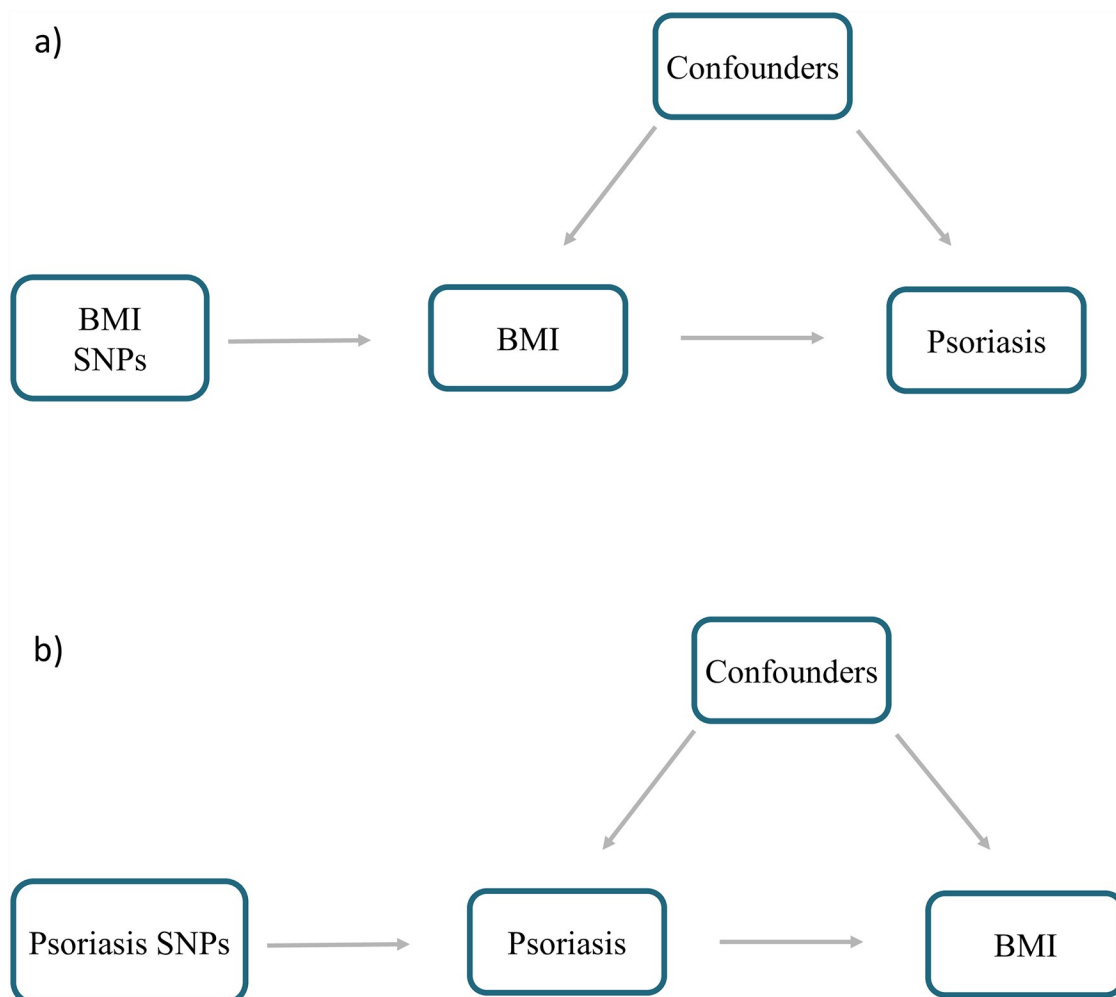 a)
Confounders
BMI
SNPs
BMI
Psoriasis
b)
Confounders
Psoriasis SNPs
Psoriasis
BMI